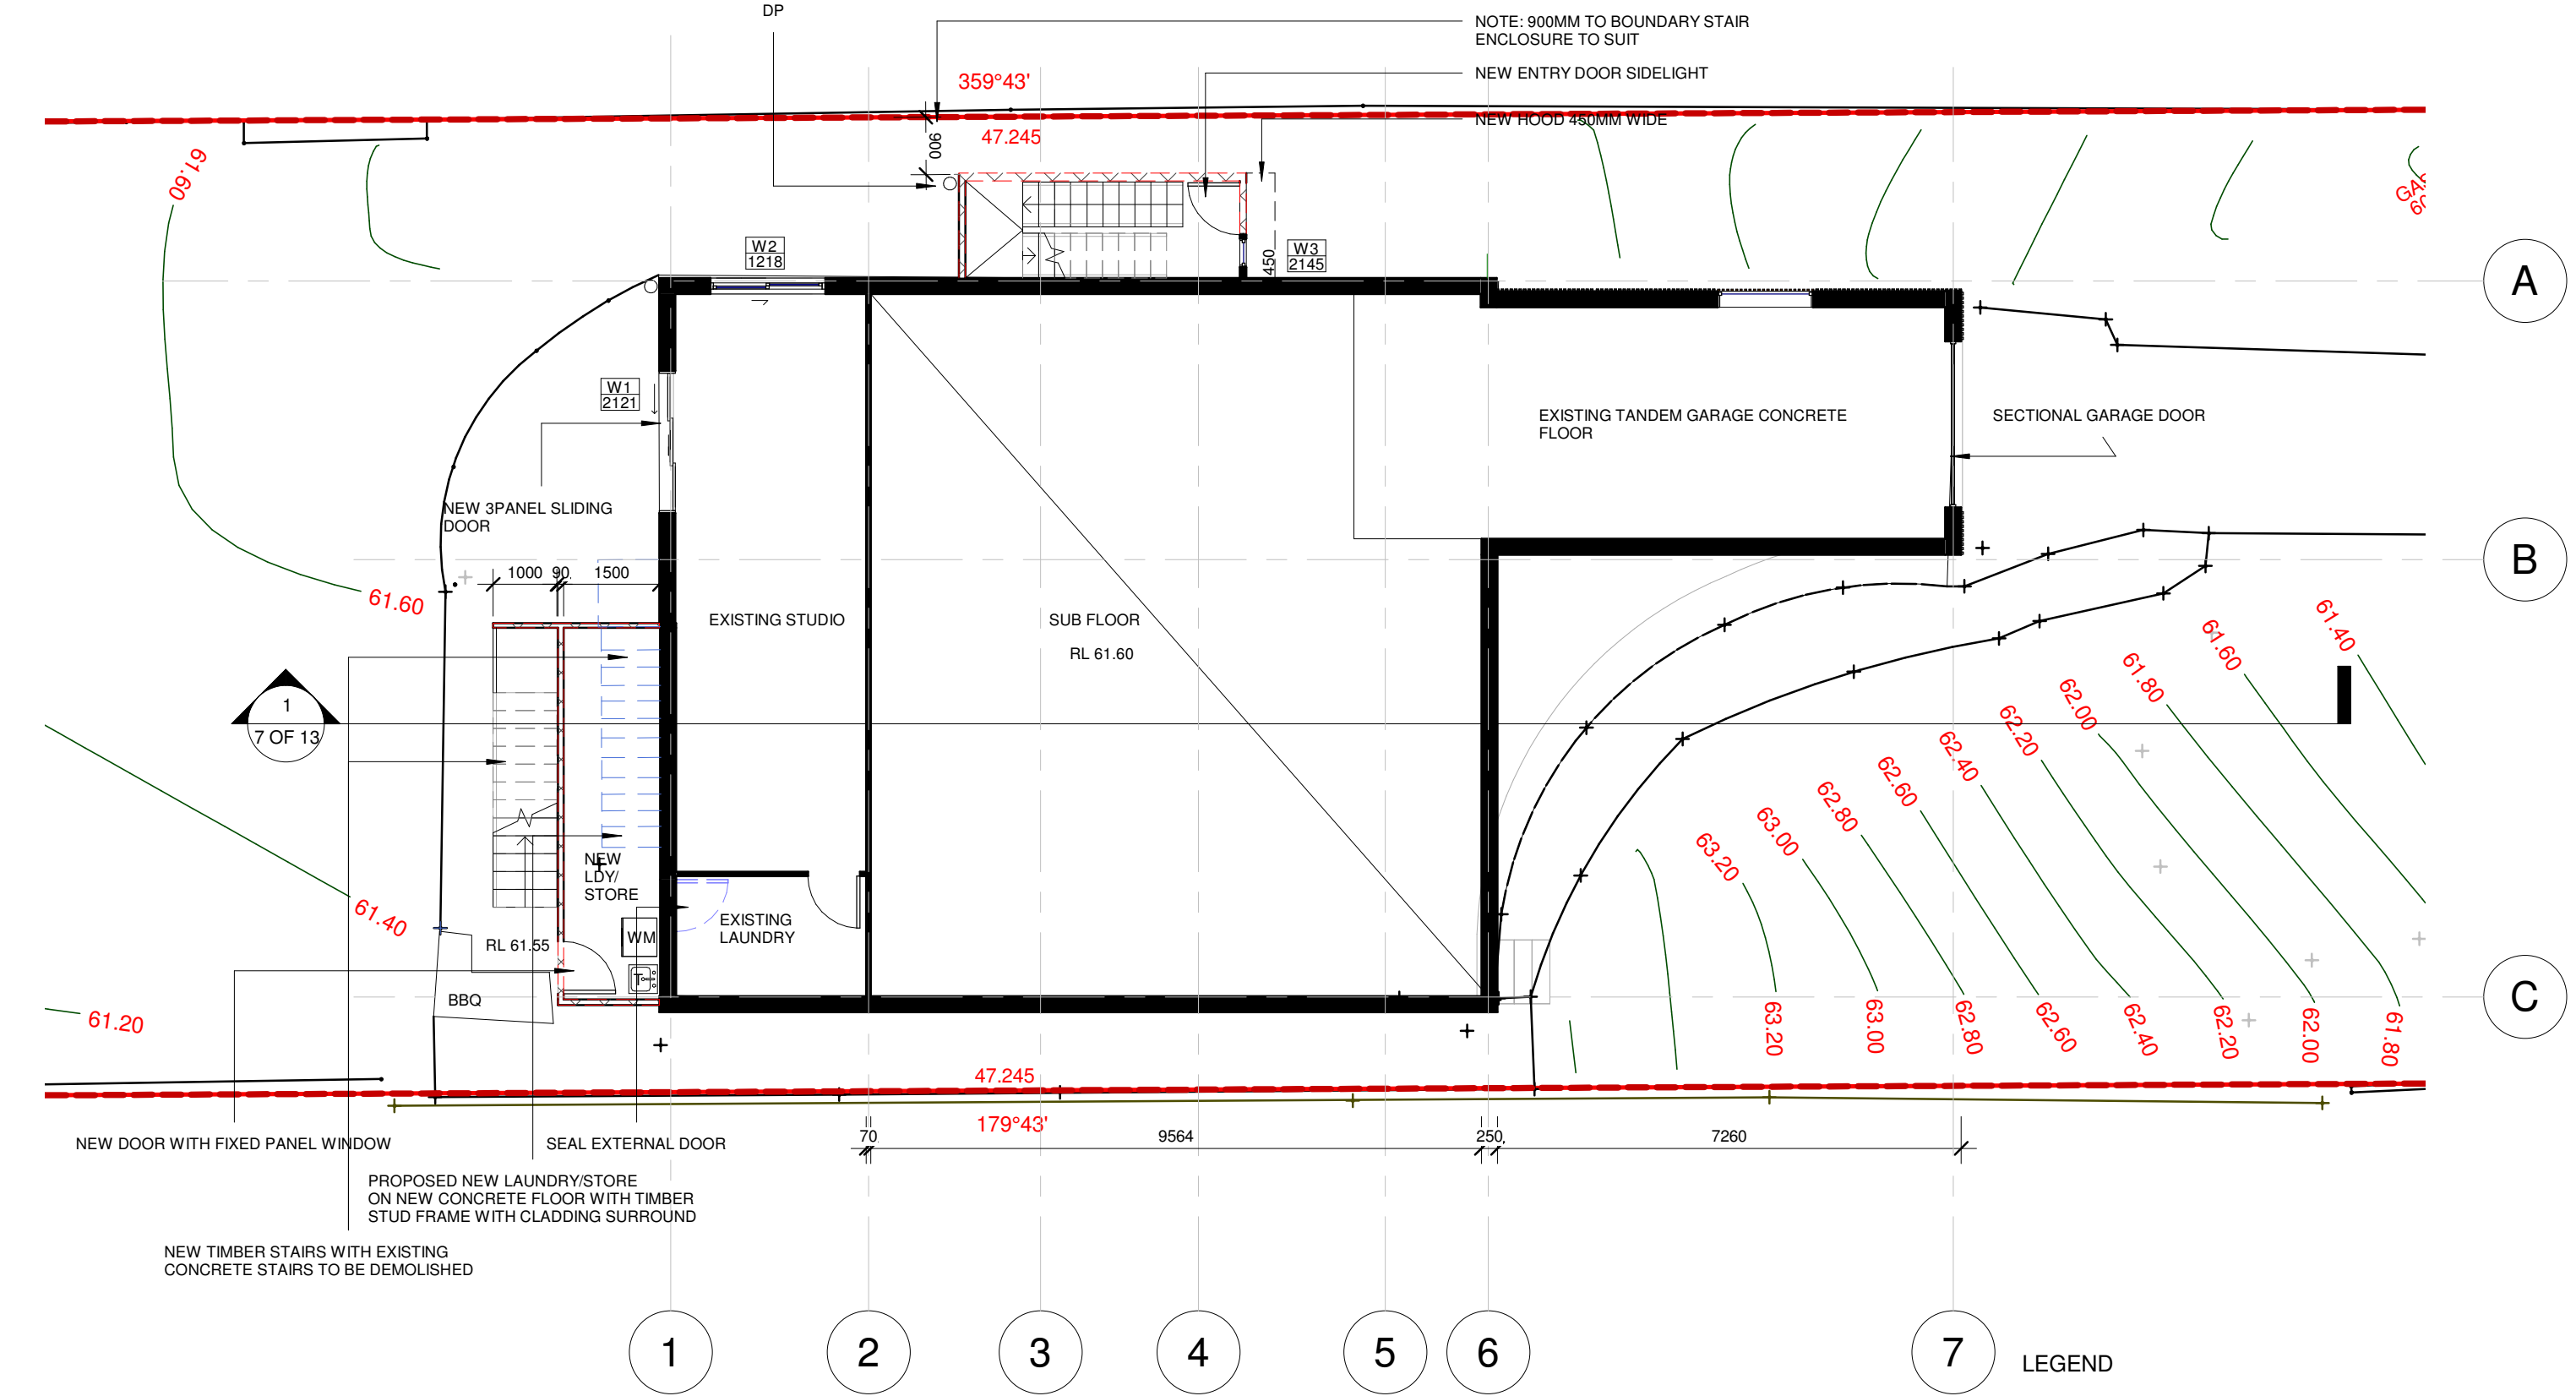 DP
NOTE: 900MM TO BOUNDARY STAIR
ENCLOSURE TO SUIT
359°43'
NEW ENTRY DOOR SIDELIGHT
NEW HOOD 450MM WIDE
47.245
900
61.60
GAS
W2
1218
450
W3
2145
A
W1
2121
EXISTING TANDEM GARAGE CONCRETE
FLOOR
SECTIONAL GARAGE DOOR
NEW 3PANEL SLIDING
DOOR
B
1000
90
1500
61.60
EXISTING STUDIO
SUB FLOOR
RL 61.60
61.40
61.60
61.80
62.00
62.20
62.40
62.60
62.80
63.00
63.20
1
7 OF 13
NEW
LDY/
STORE
61.40
EXISTING
LAUNDRY
WM
RL 61.55
T
BBQ
C
61.20
63.20
63.00
62.80
62.60
62.40
62.20
62.00
61.80
47.245
179°43'
70
9564
250
7260
NEW DOOR WITH FIXED PANEL WINDOW
SEAL EXTERNAL DOOR
PROPOSED NEW LAUNDRY/STORE
ON NEW CONCRETE FLOOR WITH TIMBER
STUD FRAME WITH CLADDING SURROUND
NEW TIMBER STAIRS WITH EXISTING
CONCRETE STAIRS TO BE DEMOLISHED
1
2
3
4
5
6
7
LEGEND